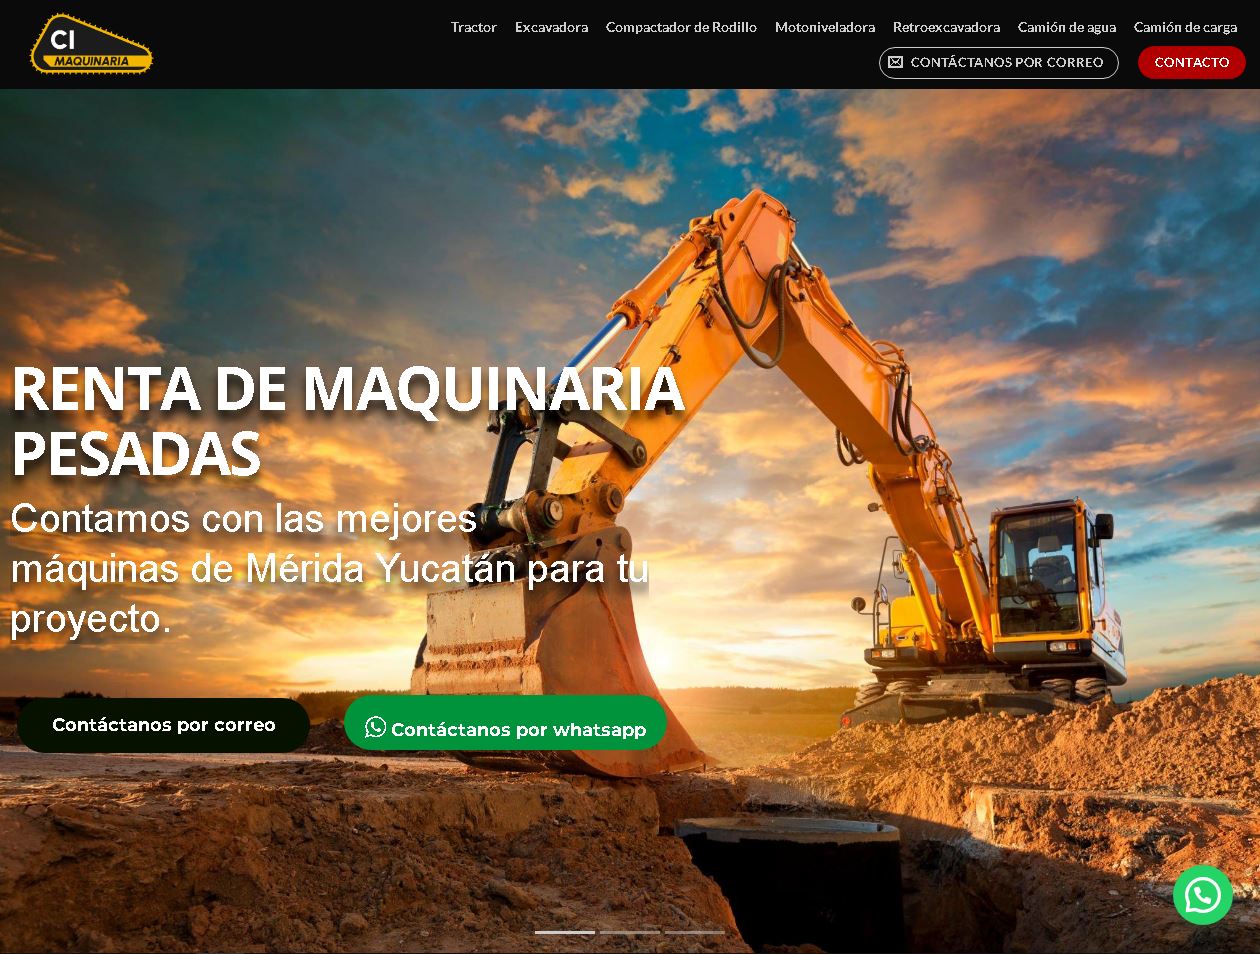 CI
MAQUINARIA
Tractor Excavadora Compactador de Rodillo Motoniveladora Retroexcavadora Camión de agua Camión de carga
CONTÁCTANOS POR CORREO CONTACTO
RENTA DE MAQUINARIA
PESADAS
Contamos con las mejores
máquinas de Mérida Yucatán para tu
proyecto.
Contáctanos por correo Contáctanos por whatsapp